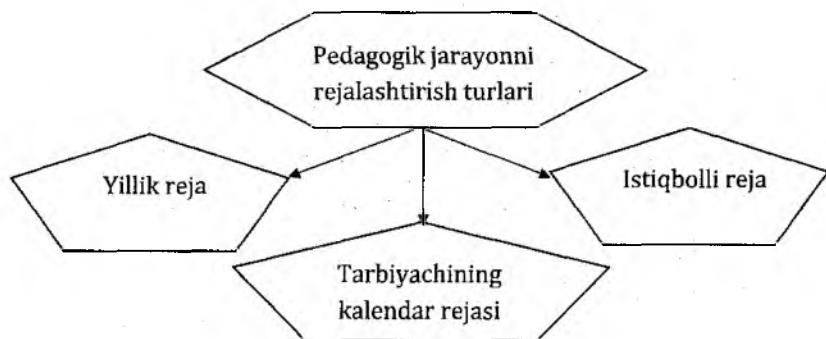 Pedagogik jarayonni
rejalashtirish turlari
Yillik reja
Istiqbolli reja
Tarbiyachining
kalendar rejasi